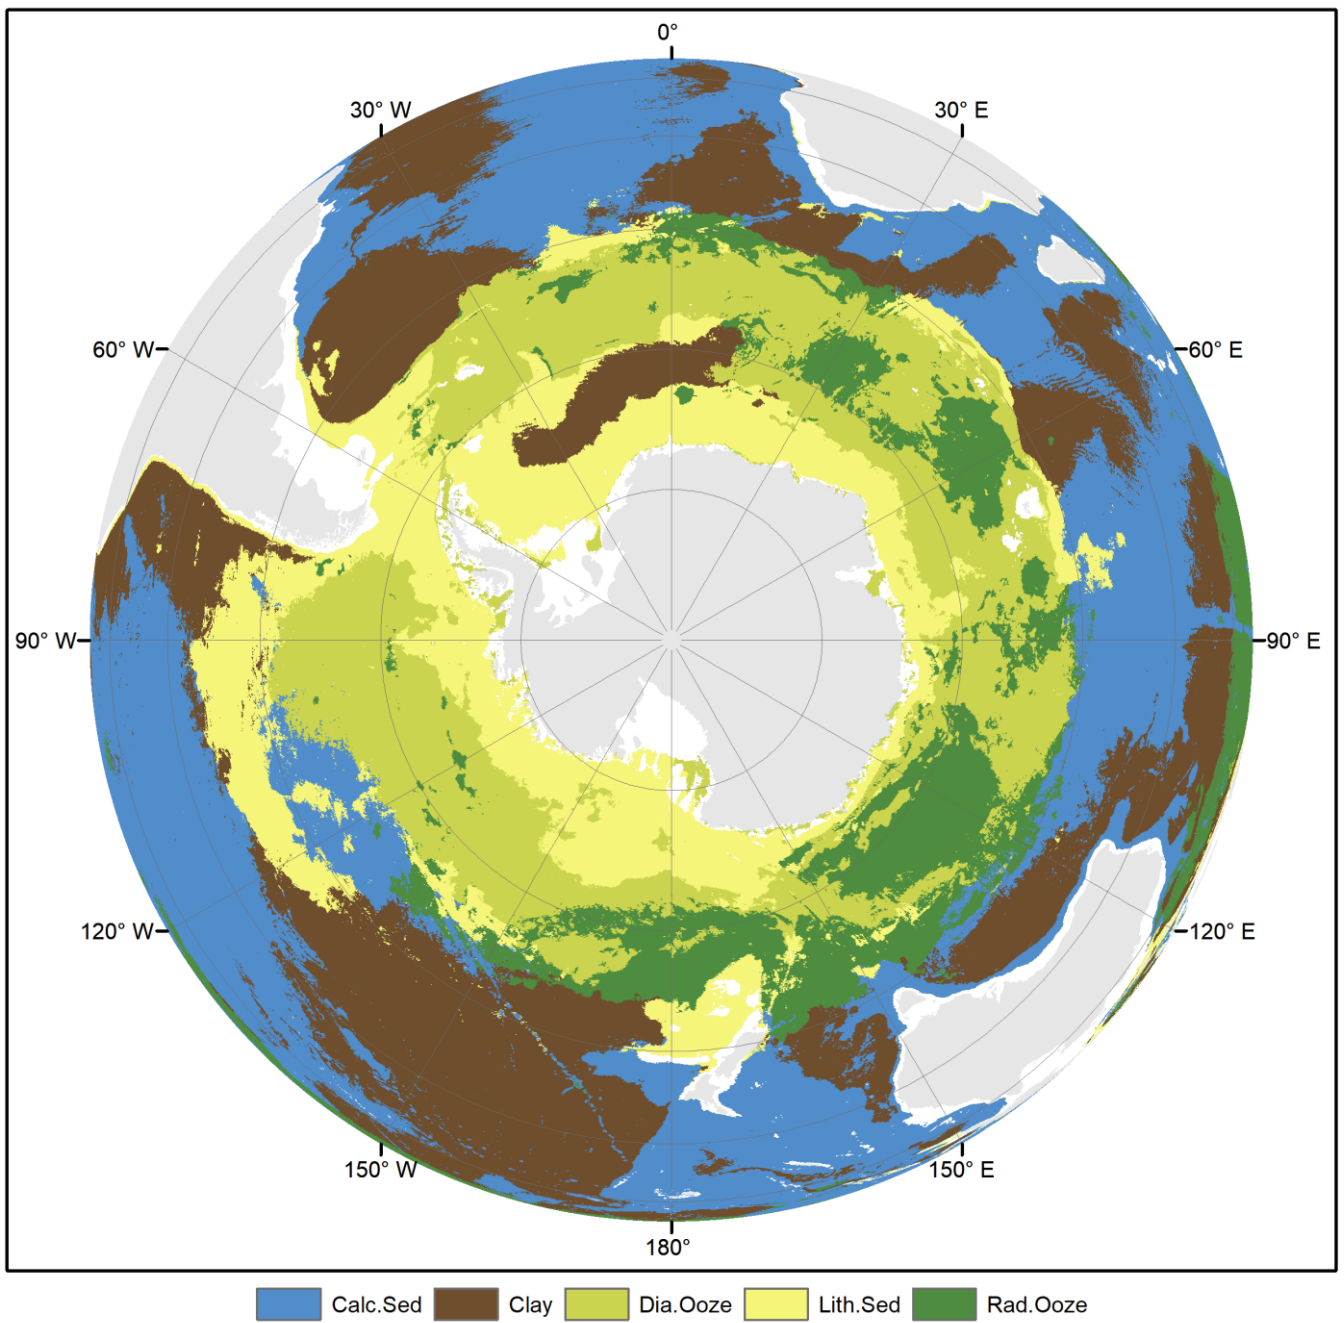 0°
30° W
30° E
60° W
60° E
90° W
90° E
120° W
120° E
150° W
150° E
180°
Calc.Sed Clay Dia.Ooze Lith.Sed Rad.Ooze